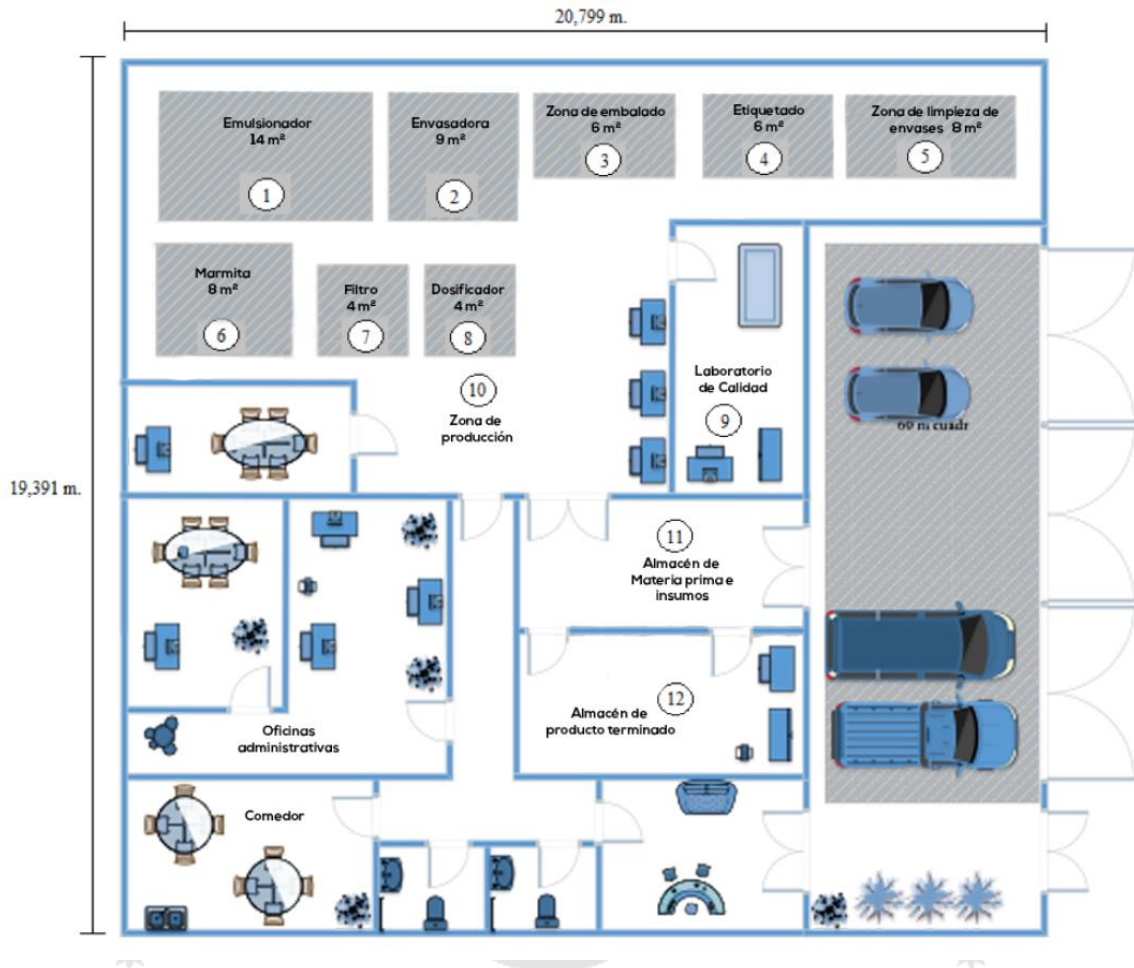 20,799 m.
19,391 m.
Emulsionador
14 m²
1
Envasadora
9 m²
2
Zona de embalado
6 m²
3
Etiquetado
6 m²
4
Zona de limpieza de
envases 8 m²
5
Marmita
8 m²
6
Filtro
4 m²
7
Dosificador
4 m²
8
10
Zona de
producción
Laboratorio
de Calidad
9
60 m cuadr
11
Almacén de
Materia prima e
insumos
12
Almacén de
producto terminado
Oficinas
administrativas
Comedor